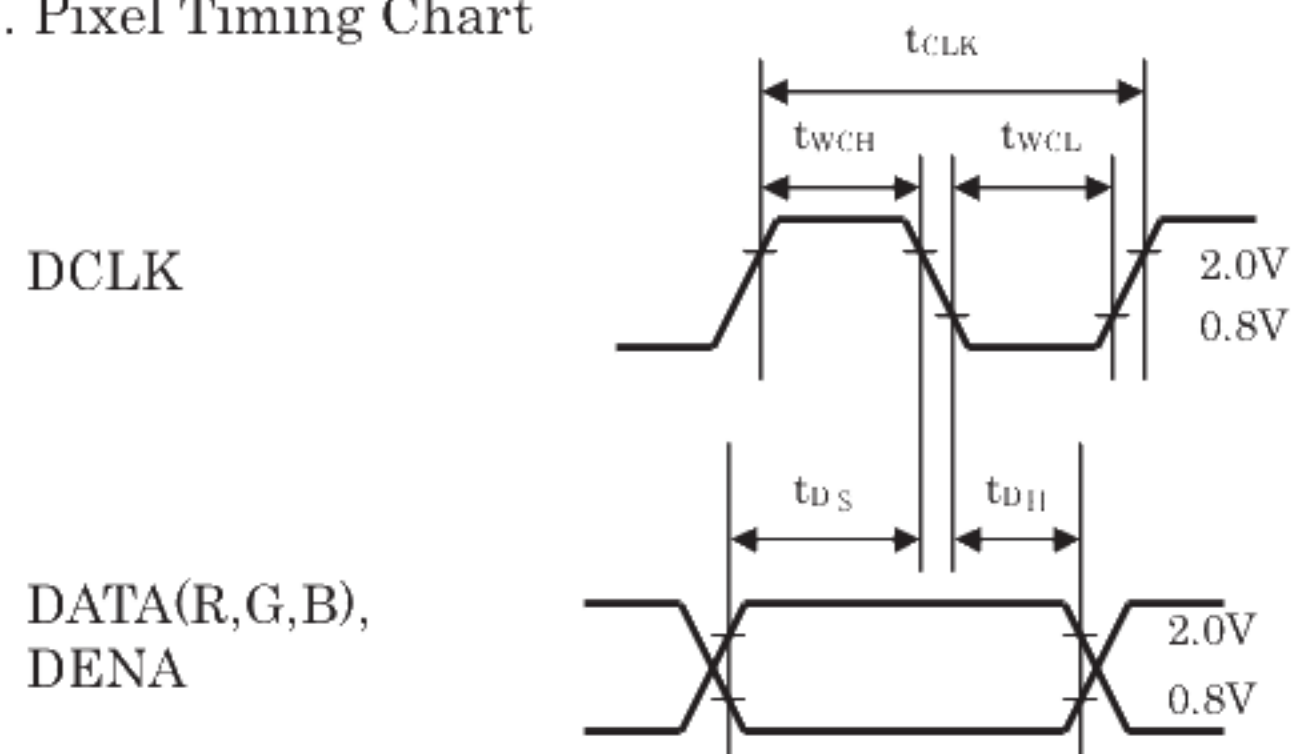 . Pixel Timing Chart
tCLK
tWCH
tWCL
DCLK
2.0V
0.8V
tDS
tDH
DATA(R,G,B),
DENA
2.0V
0.8V